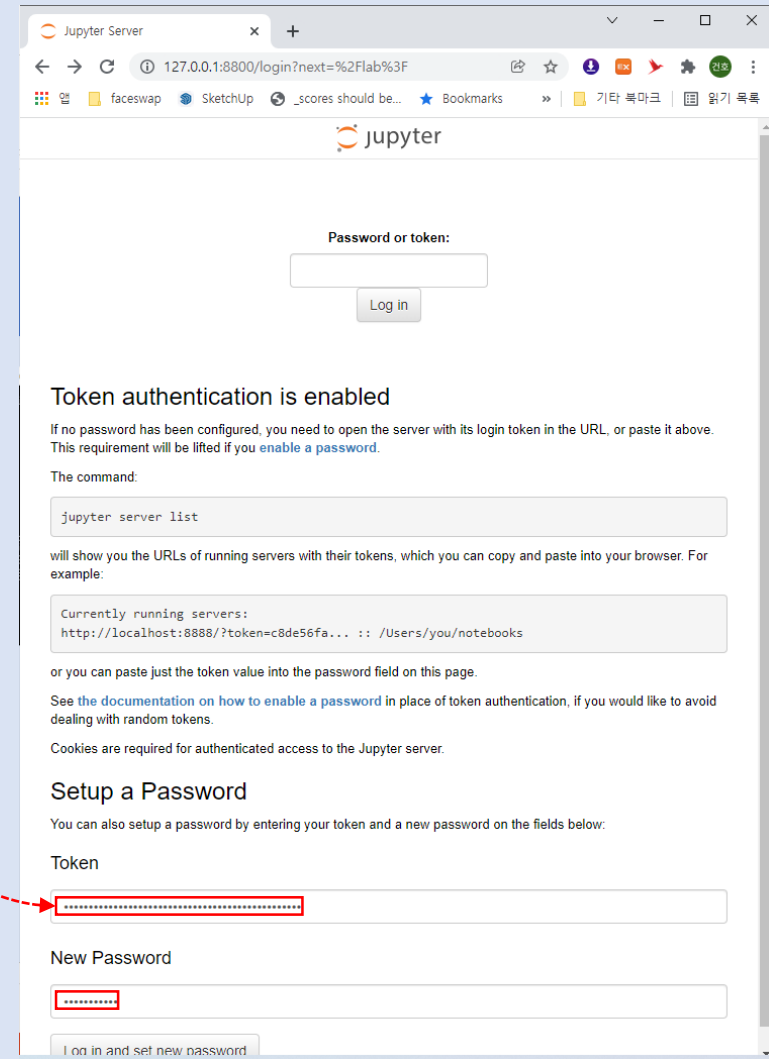 Jupyter Server
127.0.0.1:8800/login?next=%2Flab%3F
EX
건호
앱 faceswap SketchUp _scores should be... Bookmarks » 기타 북마크 읽기 목록
jupyter
Password or token:
Log in
Token authentication is enabled
If no password has been configured, you need to open the server with its login token in the URL, or paste it above.
This requirement will be lifted if you enable a password.
The command:
jupyter server list
will show you the URLs of running servers with their tokens, which you can copy and paste into your browser. For
example:
Currently running servers:
http://localhost:8888/?token=c8de56fa... :: /Users/you/notebooks
or you can paste just the token value into the password field on this page.
See the documentation on how to enable a password in place of token authentication, if you would like to avoid
dealing with random tokens.
Cookies are required for authenticated access to the Jupyter server.
Setup a Password
You can also setup a password by entering your token and a new password on the fields below:
Token
New Password
Log in and set new password